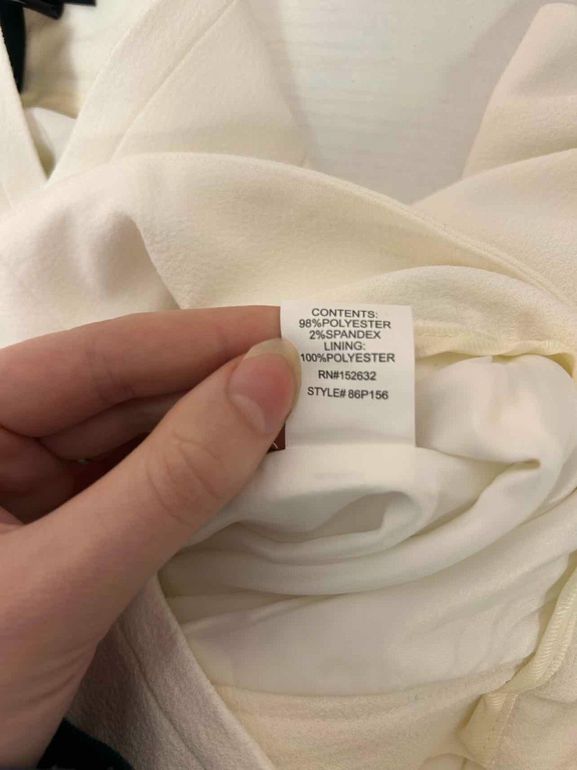 CONTENTS:
98%POLYESTER
2%SPANDEX
LINING:
100%POLYESTER
RN#152632
STYLE# 86P156